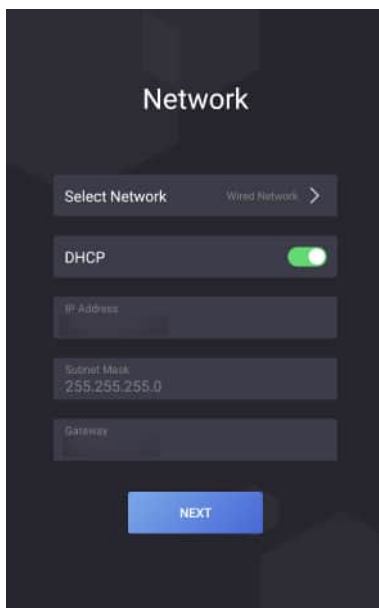 Network
Select Network Wired Network
DHCP
IP Address
Subnet Mask
255.255.255.0
Gateway
NEXT